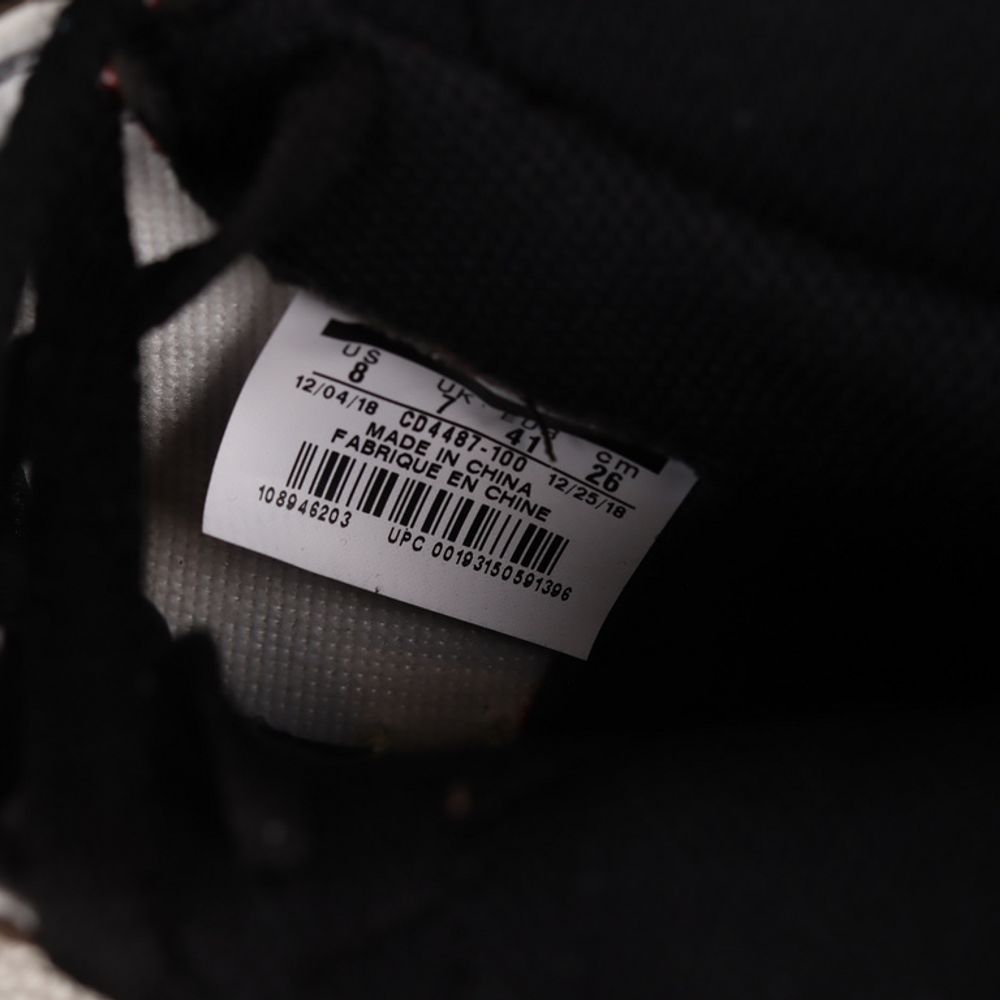 US UK EUR cm
8 7 41 26
12/04/18 CD4487-100 12/25/18
MADE IN CHINA
FABRIQUE EN CHINE
108946203
UPC 00193150591396